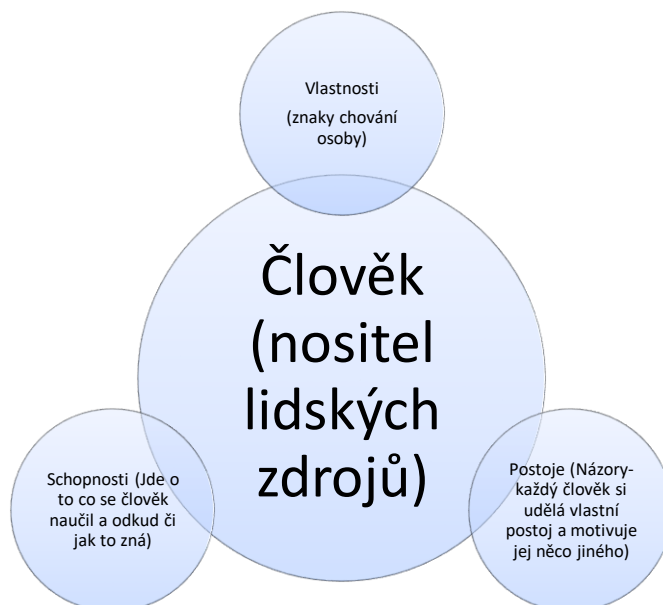 Vlastnosti
(znaky chování
osoby)
Člověk
(nositel
lidských
zdrojů)
Schopnosti (Jde o
to co se člověk
naučil a odkud či
jak to zná)
Postoje (Názory-
každý člověk si
udělá vlastní
postoj a motivuje
jej něco jiného)